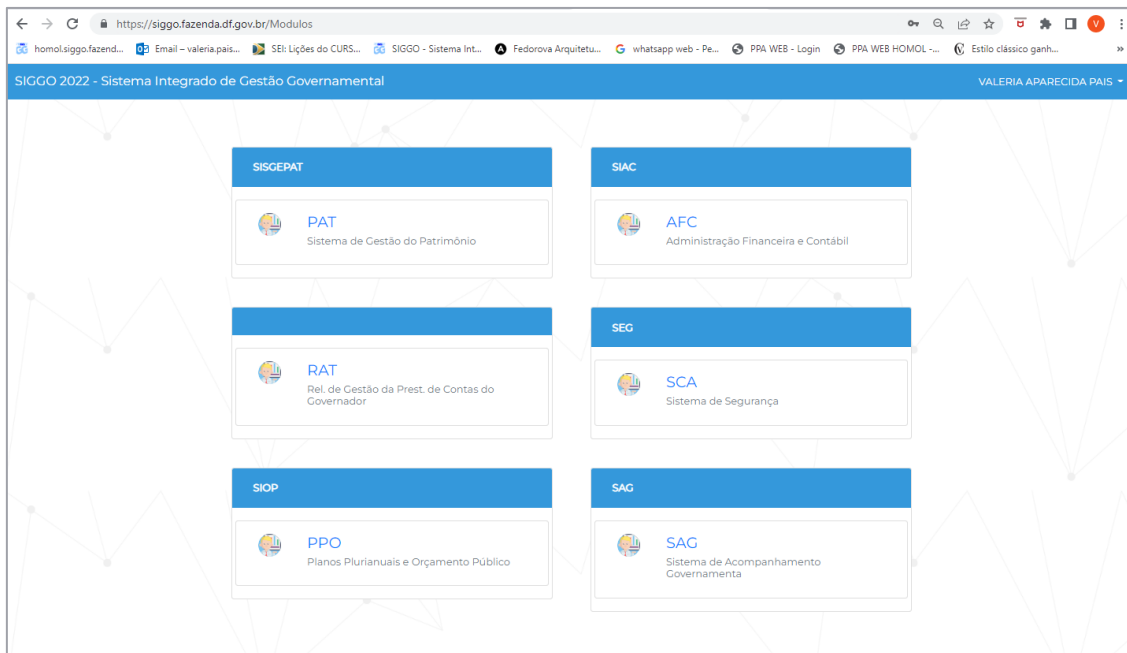 https://siggo.fazenda.df.gov.br/Modulos
homol.siggo.fazend... Email – valeria.pais... SEI: Lições do CURS... SIGGO - Sistema Int... Fedorova Arquitetu... whatsapp web - Pe... PPA WEB - Login PPA WEB HOMOL -... Estilo clássico ganh... »
SIGGO 2022 - Sistema Integrado de Gestão Governamental VALERIA APARECIDA PAIS
SISGEPAT
PAT
Sistema de Gestão do Patrimônio
SIAC
AFC
Administração Financeira e Contábil
RAT
Rel. de Gestão da Prest. de Contas do
Governador
SEG
SCA
Sistema de Segurança
SIOP
PPO
Planos Plurianuais e Orçamento Público
SAG
SAG
Sistema de Acompanhamento
Governamenta